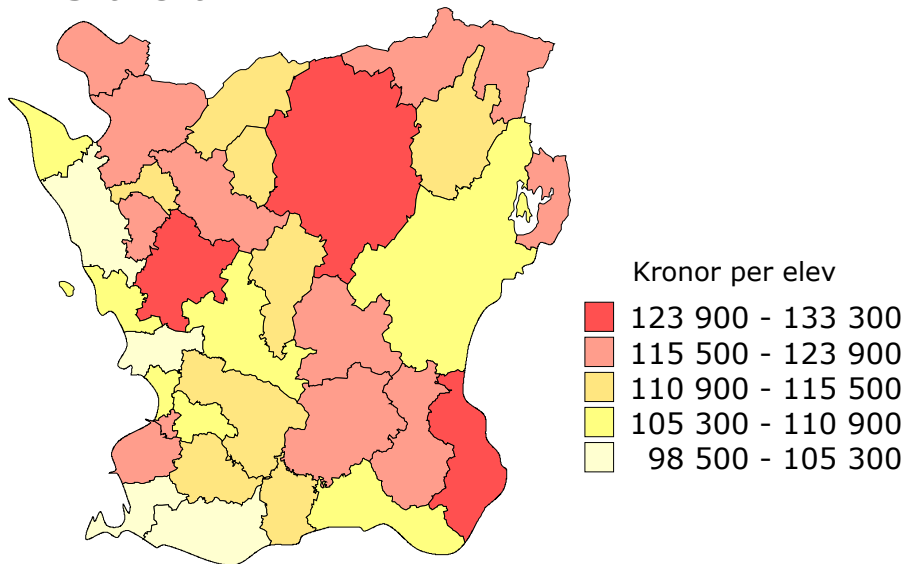 Kronor per elev
123 900 - 133 300
115 500 - 123 900
110 900 - 115 500
105 300 - 110 900
98 500 - 105 300